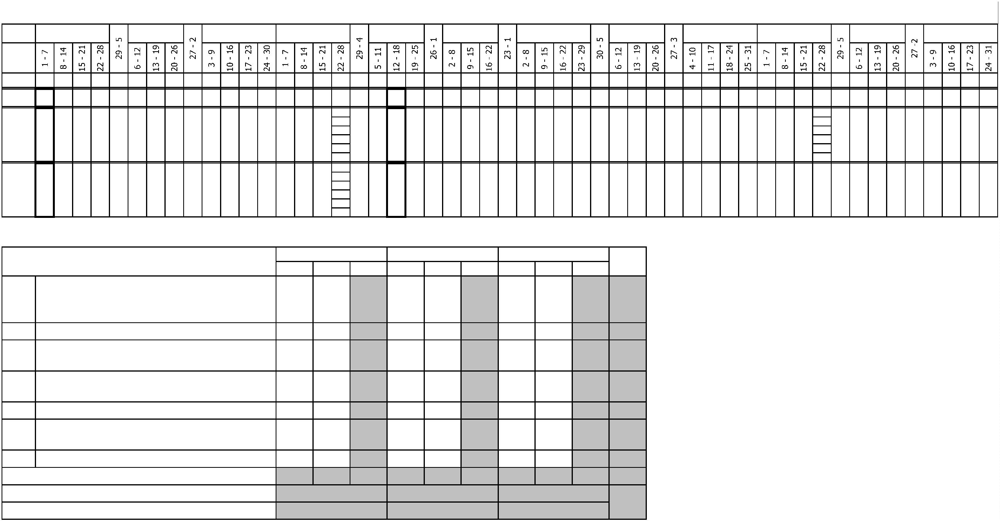 1 - 7
8 - 14
15 - 21
22 - 28
29 - 5
6 - 12
13 - 19
20 - 26
27 - 2
3 - 9
10 - 16
17 - 23
24 - 30
1 - 7
8 - 14
15 - 21
22 - 28
29 - 4
5 - 11
12 - 18
19 - 25
26 - 1
2 - 8
9 - 15
16 - 22
23 - 1
2 - 8
9 - 15
16 - 22
23 - 29
30 - 5
6 - 12
13 - 19
20 - 26
27 - 3
4 - 10
11 - 17
18 - 24
25 - 31
1 - 7
8 - 14
15 - 21
22 - 28
29 - 5
6 - 12
13 - 19
20 - 26
27 -2
3 - 9
10 - 16
17 - 23
24 - 31